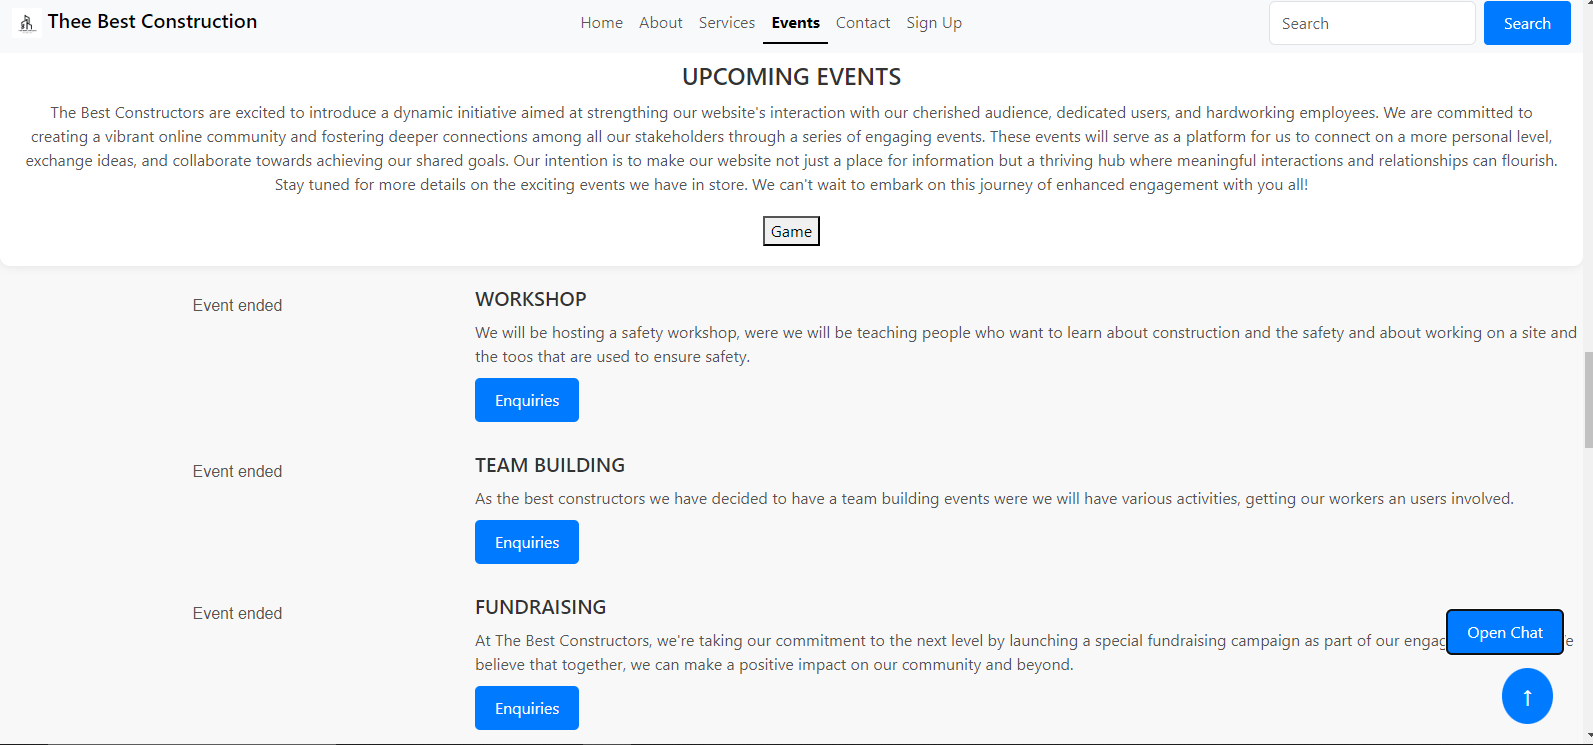 Thee Best Construction
Home About Services Events Contact Sign Up
Search
Search
UPCOMING EVENTS
The Best Constructors are excited to introduce a dynamic initiative aimed at strengthing our website's interaction with our cherished audience, dedicated users, and hardworking employees. We are committed to
creating a vibrant online community and fostering deeper connections among all our stakeholders through a series of engaging events. These events will serve as a platform for us to connect on a more personal level,
exchange ideas, and collaborate towards achieving our shared goals. Our intention is to make our website not just a place for information but a thriving hub where meaningful interactions and relationships can flourish.
Stay tuned for more details on the exciting events we have in store. We can't wait to embark on this journey of enhanced engagement with you all!
Game
Event ended
WORKSHOP
We will be hosting a safety workshop, were we will be teaching people who want to learn about construction and the safety and about working on a site and
the toos that are used to ensure safety.
Enquiries
Event ended
TEAM BUILDING
As the best constructors we have decided to have a team building events were we will have various activities, getting our workers an users involved.
Enquiries
Event ended
FUNDRAISING
At The Best Constructors, we're taking our commitment to the next level by launching a special fundraising campaign as part of our
believe that together, we can make a positive impact on our community and beyond.
Enquiries
Open Chat
↑